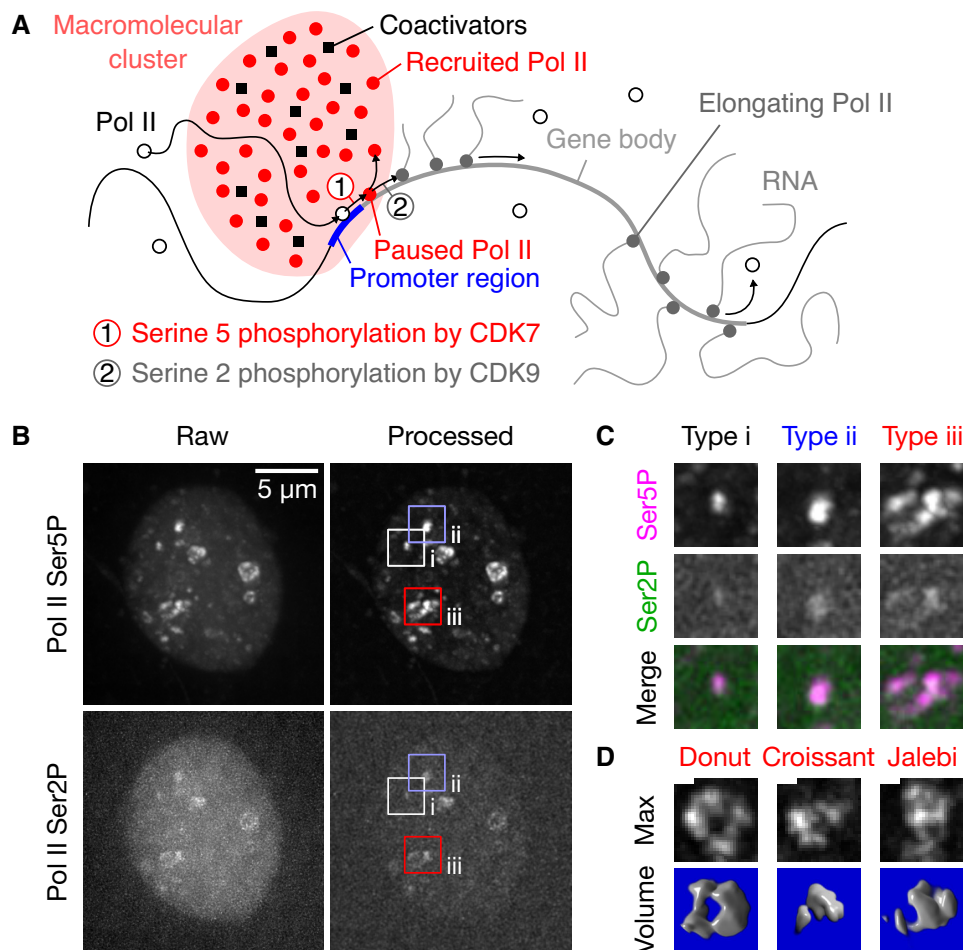 A
Macromolecular
cluster
Coactivators
Recruited Pol II
Pol II
Elongating Pol II
Gene body
RNA
1
2
Paused Pol II
Promoter region
1 Serine 5 phosphorylation by CDK7
2 Serine 2 phosphorylation by CDK9
B
Raw
Processed
Pol II Ser5P
5 µm
ii
i
iii
Pol II Ser2P
ii
i
iii
C
Type i
Type ii
Type iii
Ser5P
Ser2P
Merge
D
Donut
Croissant
Jalebi
Max
Volume